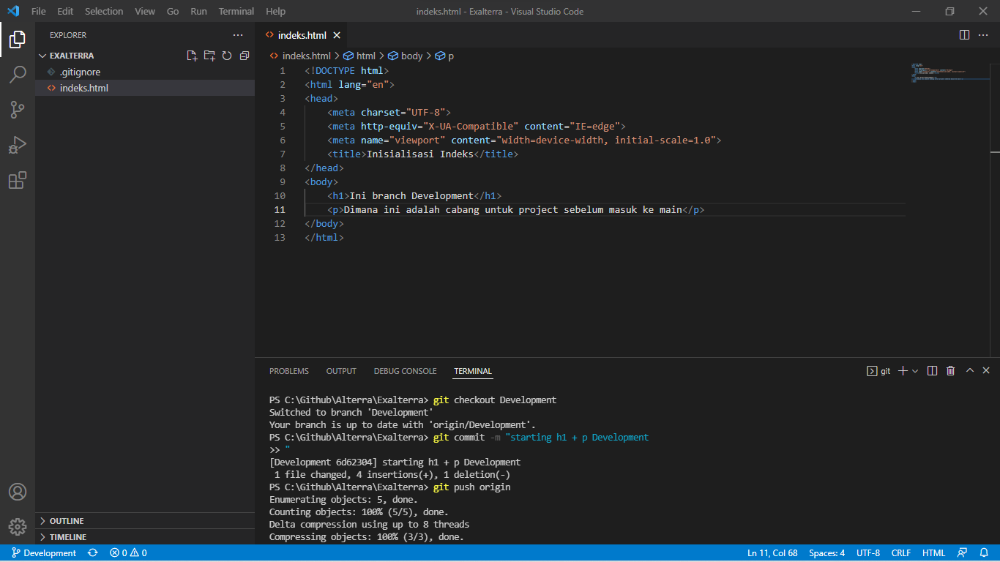 File Edit Selection View Go Run Terminal Help indeks.html - Exalterra - Visual Studio Code
EXPLORER
EXALTERRA
.gitignore
indeks.html
OUTLINE
TIMELINE
indeks.html
indeks.html > html > body > p
1 <!DOCTYPE html>
2 <html lang="en">
3 <head>
4 <meta charset="UTF-8">
5 <meta http-equiv="X-UA-Compatible" content="IE=edge">
6 <meta name="viewport" content="width=device-width, initial-scale=1.0">
7 <title>Inisialisasi Indeks</title>
8 </head>
9 <body>
10 <h1>Ini branch Development</h1>
11 <p>Dimana ini adalah cabang untuk project sebelum masuk ke main</p>
12 </body>
13 </html>
PROBLEMS OUTPUT DEBUG CONSOLE TERMINAL git
PS C:\Github\Alterra\Exalterra> git checkout Development
Switched to branch 'Development'
Your branch is up to date with 'origin/Development'.
PS C:\Github\Alterra\Exalterra> git commit -m "starting h1 + p Development
>> "
[Development 6d62304] starting h1 + p Development
1 file changed, 4 insertions(+), 1 deletion(-)
PS C:\Github\Alterra\Exalterra> git push origin
Enumerating objects: 5, done.
Counting objects: 100% (5/5), done.
Delta compression using up to 8 threads
Compressing objects: 100% (3/3), done.
Development 0 0 Ln 11, Col 68 Spaces: 4 UTF-8 CRLF HTML